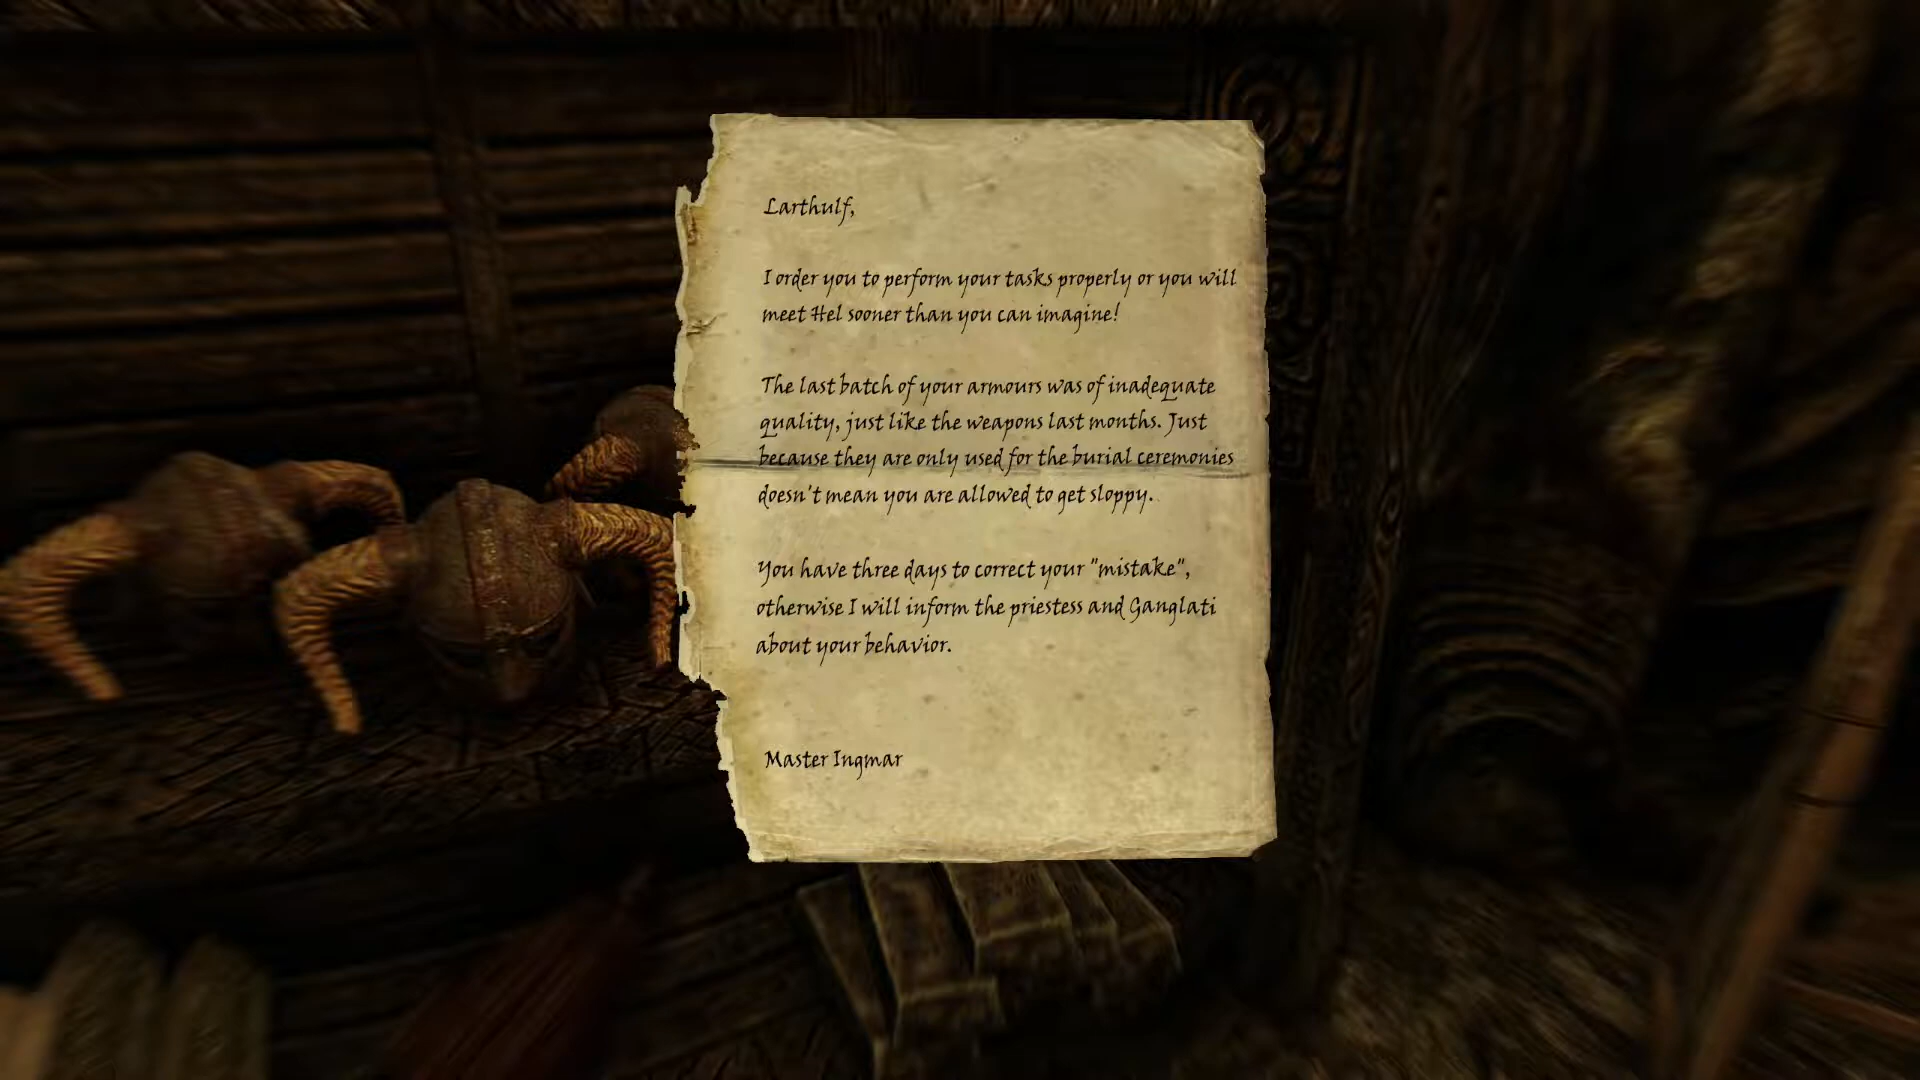 Larthulf,
I order you to perform your tasks properly or you will
meet Hel sooner than you can imagine!
The last batch of your armours was of inadequate
quality, just like the weapons last months. Just
because they are only used for the burial ceremonies
doesn't mean you are allowed to get sloppy.
You have three days to correct your "mistake",
otherwise I will inform the priestess and Ganglati
about your behavior.
Master Ingmar